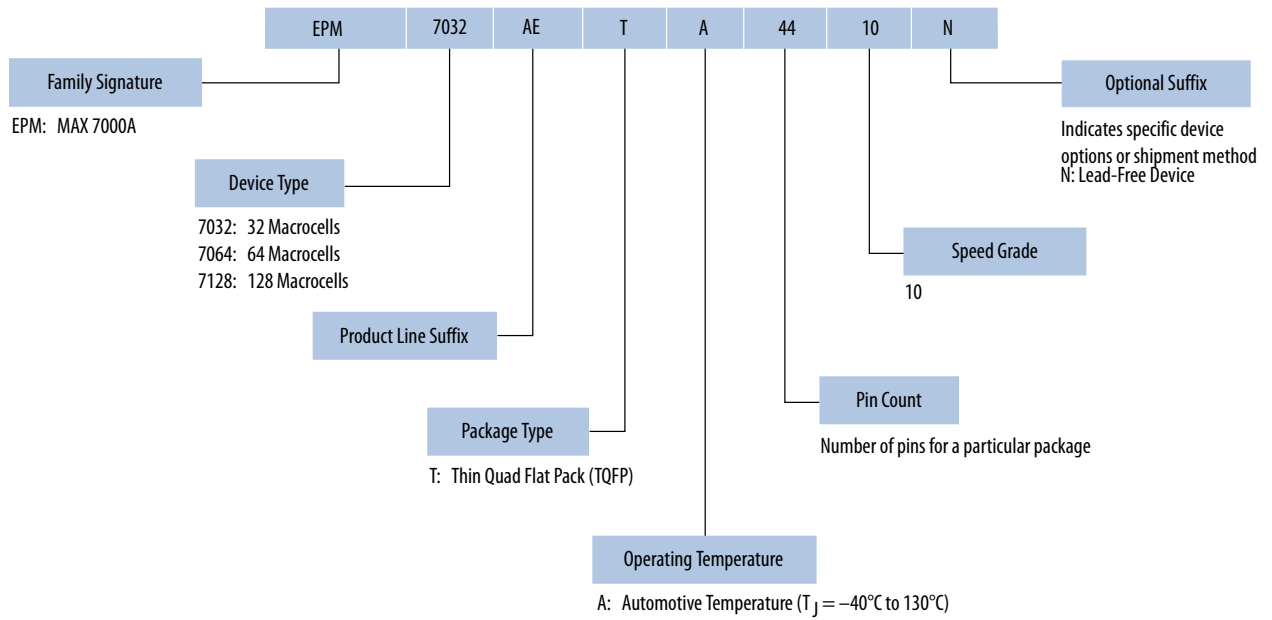 EPM 7032 AE T A 44 10 N
Family Signature
EPM: MAX 7000A
Optional Suffix
Indicates specific device
options or shipment method
N: Lead-Free Device
Device Type
7032: 32 Macrocells
7064: 64 Macrocells
7128: 128 Macrocells
Speed Grade
10
Product Line Suffix
Pin Count
Number of pins for a particular package
Package Type
T: Thin Quad Flat Pack (TQFP)
Operating Temperature
A: Automotive Temperature (T J = –40°C to 130°C)